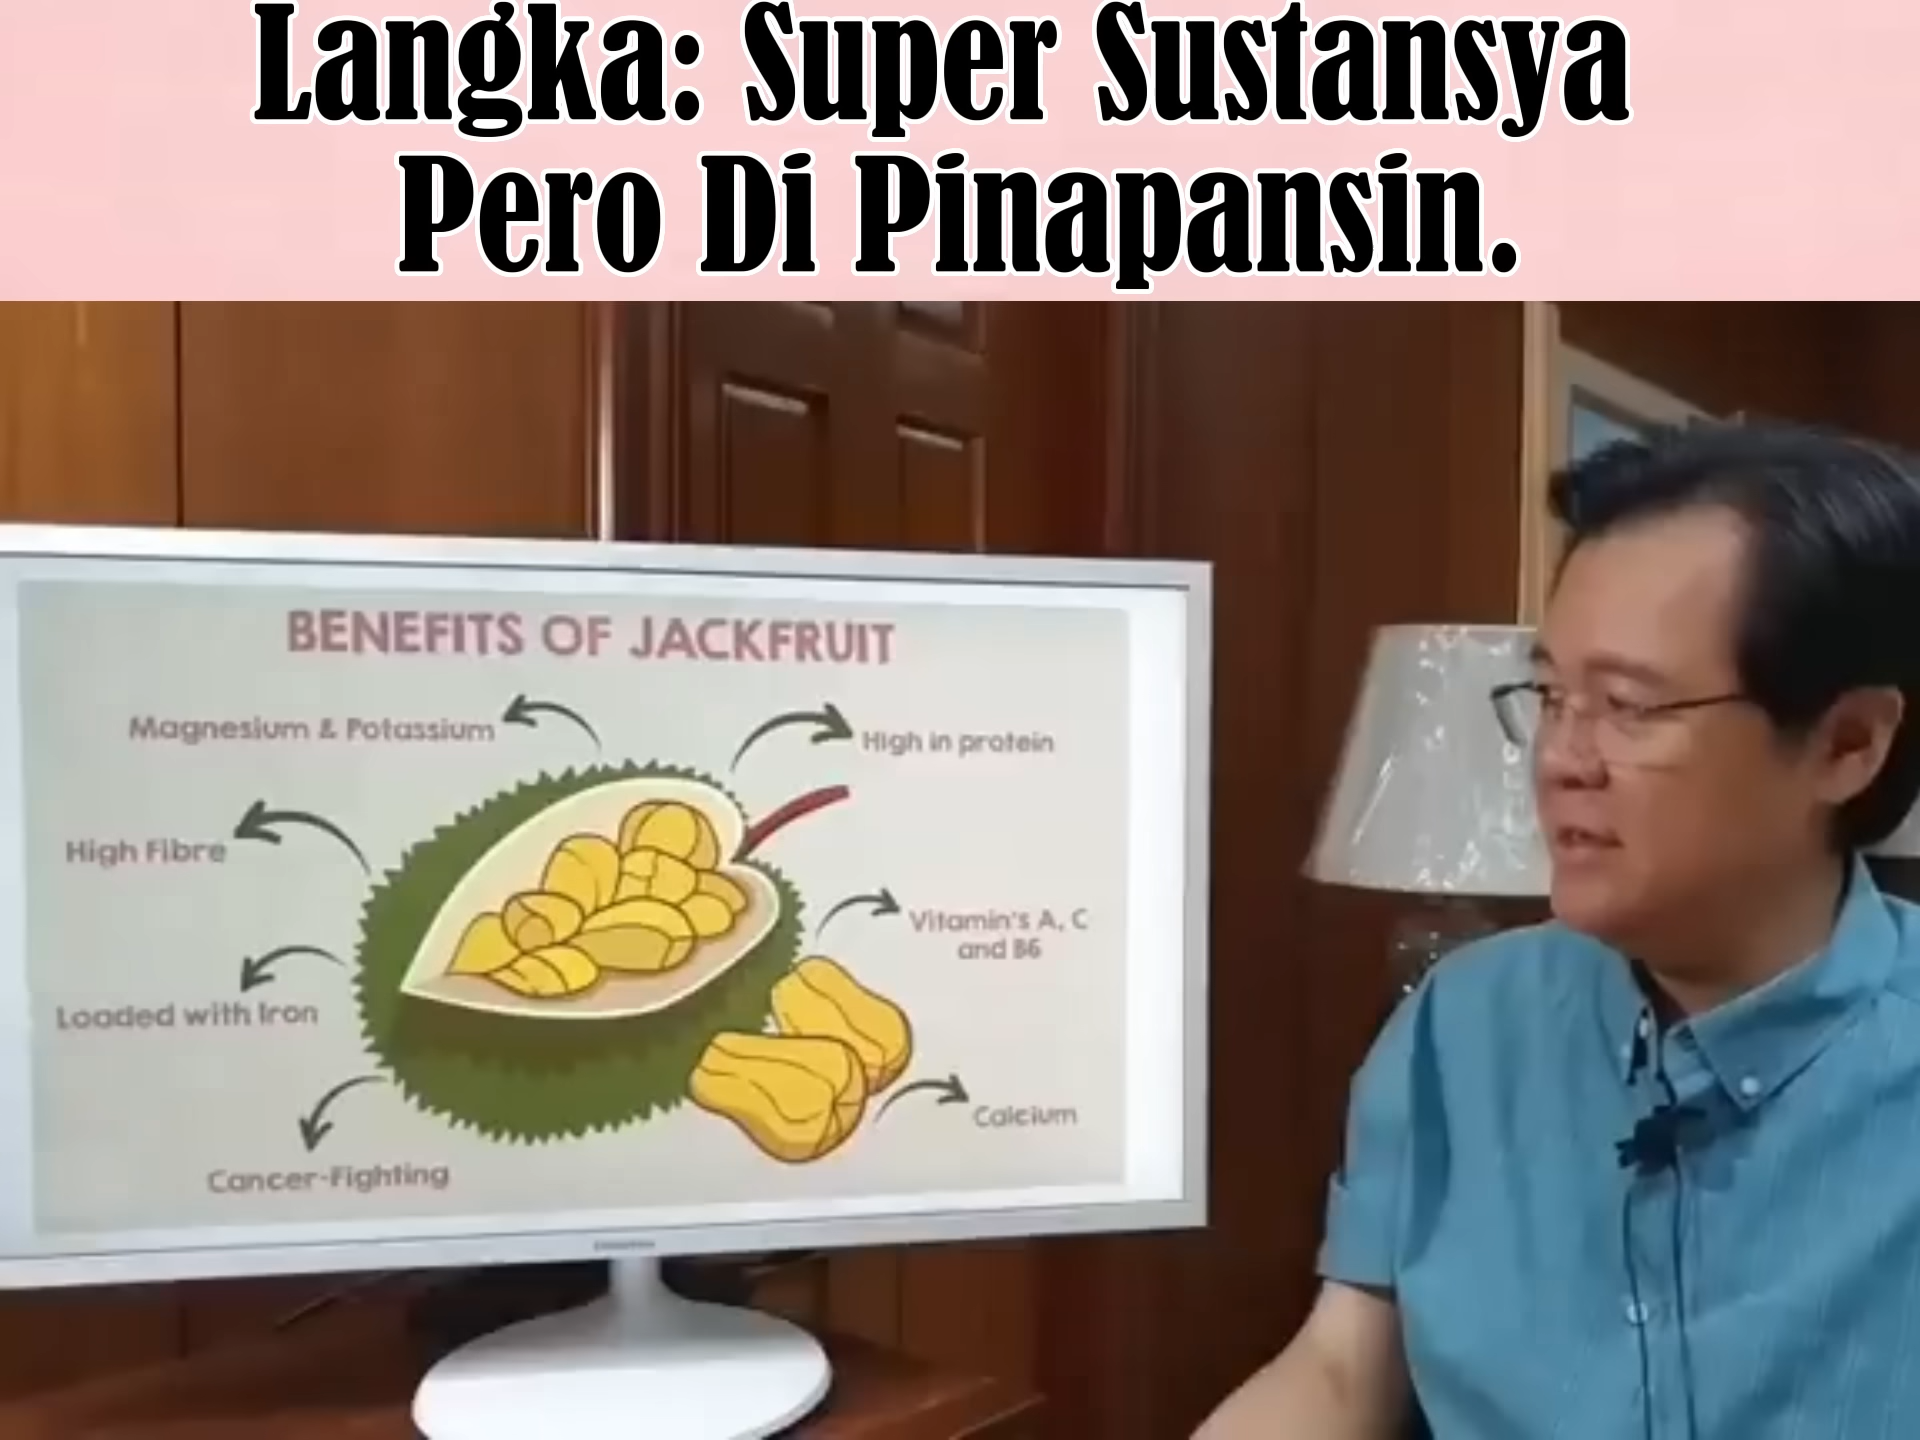 Langka: Super Sustansya
Pero Di Pinapansin.
BENEFITS OF JACKFRUIT
Magnesium & Potassium
High in protein
High Fibre
Vitamin's A, C
and B6
Loaded with Iron
Calcium
Cancer-Fighting